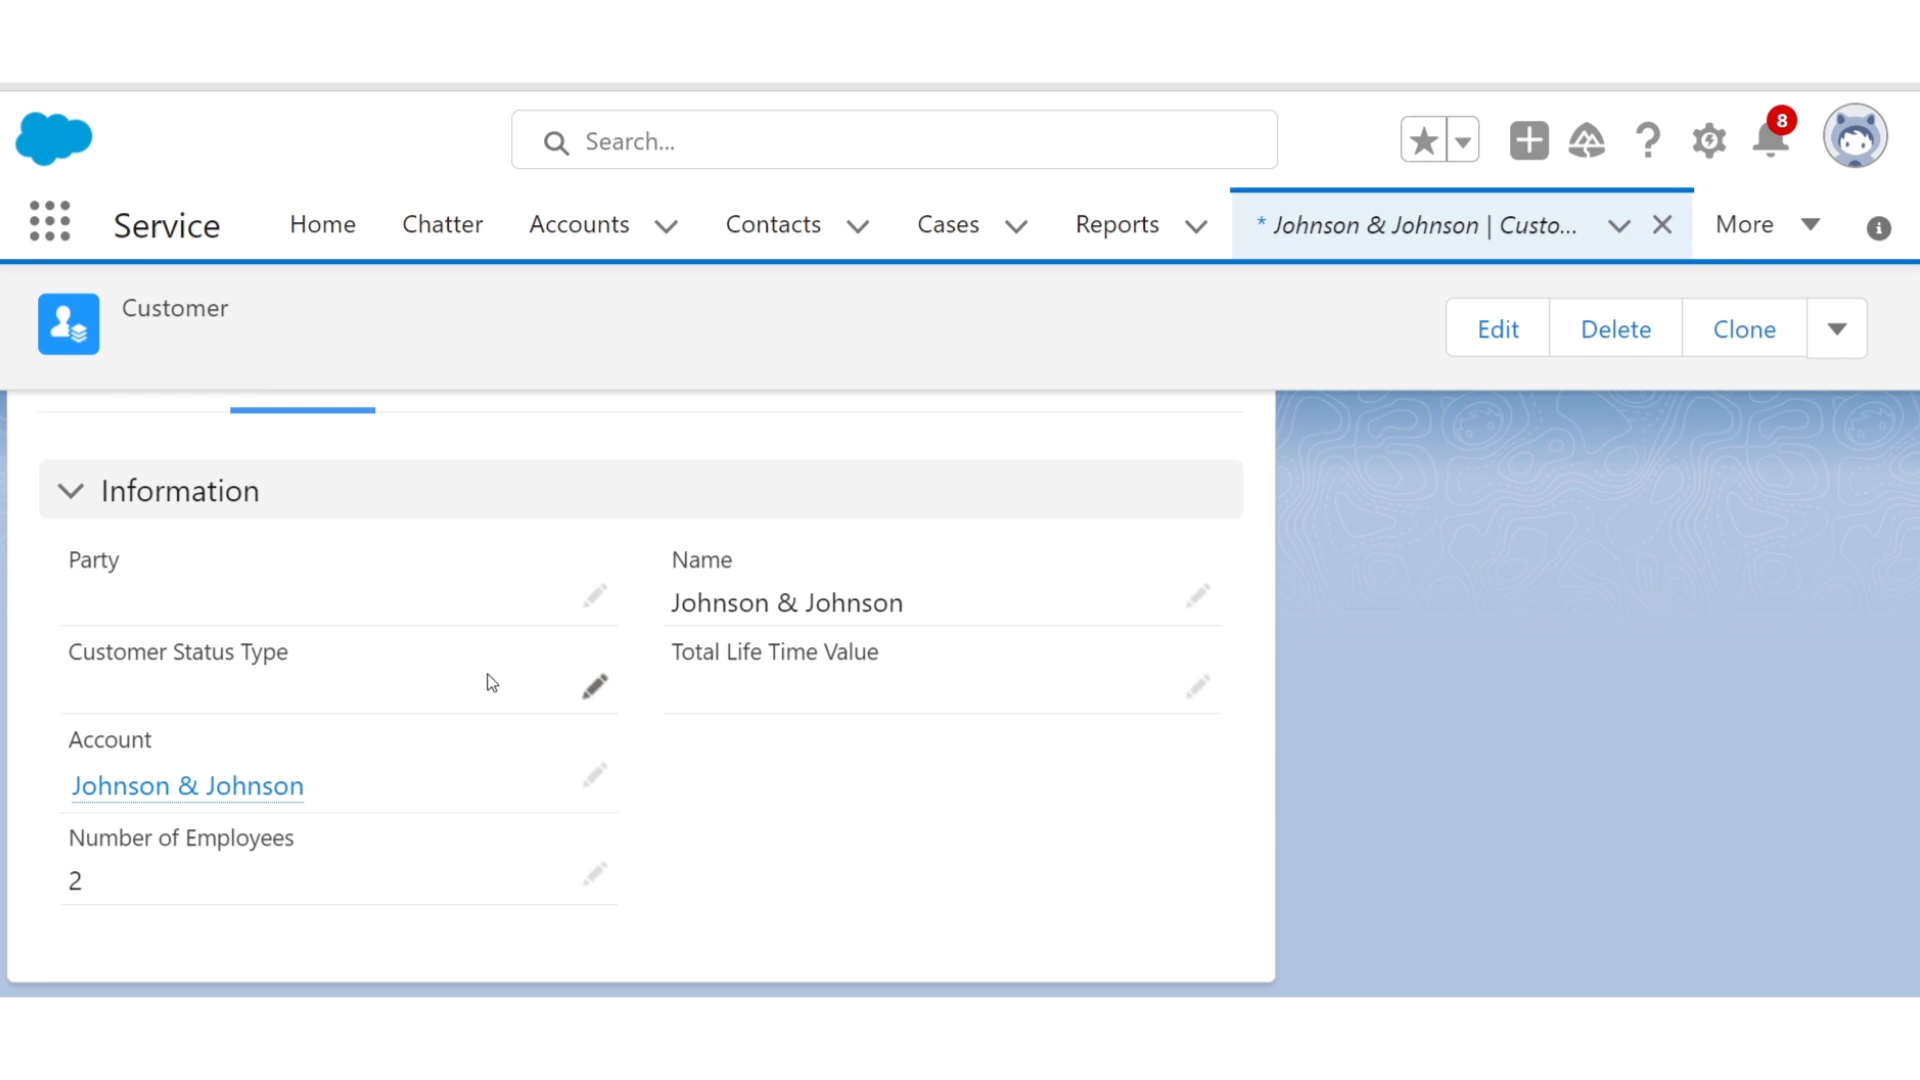 Search...
8
Service Home Chatter Accounts Contacts Cases Reports * Johnson & Johnson | Custo... More
Customer
Edit Delete Clone
Information
Party
Name
Johnson & Johnson
Customer Status Type
Total Life Time Value
Account
Johnson & Johnson
Number of Employees
2